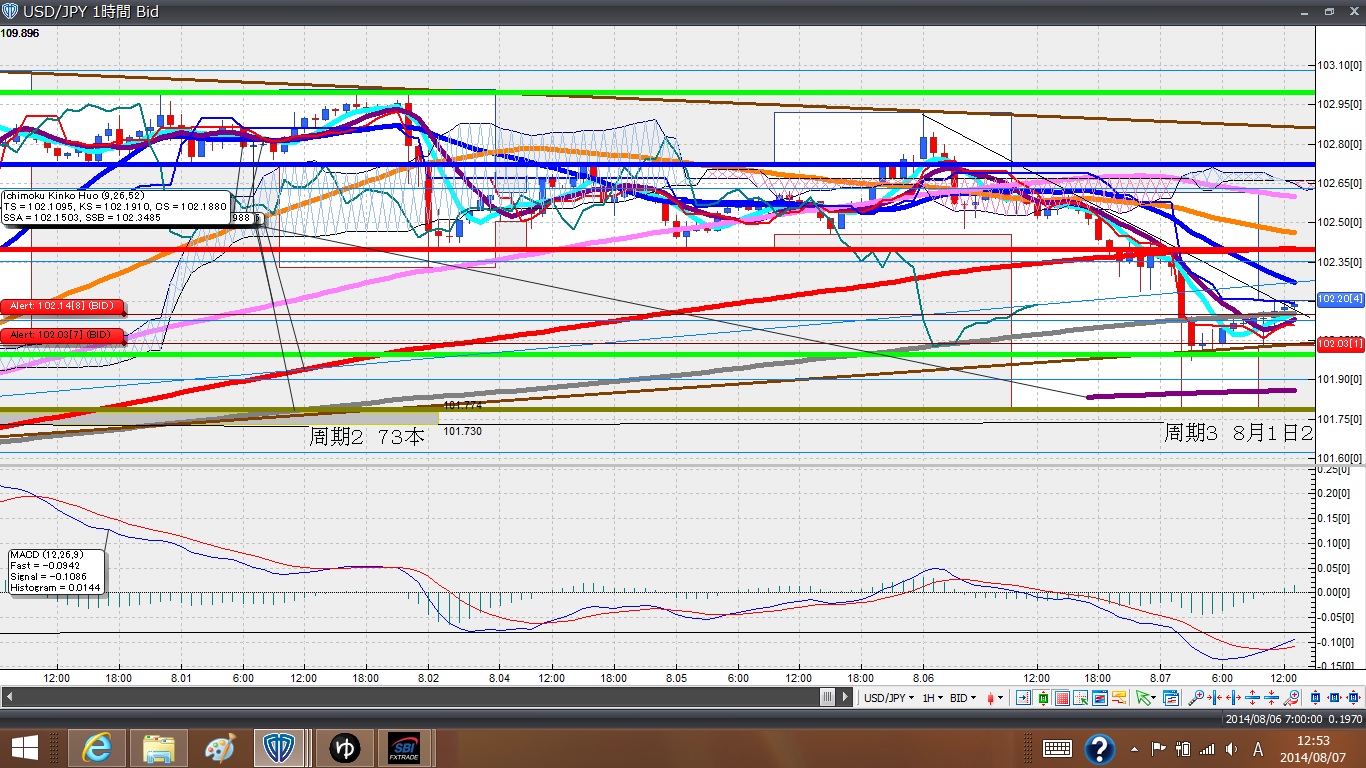 USD/JPY 1時間 Bid
109.896
103.10[0]
102.95[0]
102.80[0]
102.65[0]
102.50[0]
102.35[0]
102.20[4]
102.03[1]
101.90[0]
101.75[0]
101.60[0]
Ichimoku Kinko Huo (9,26,52)
TS = 102.1095, KS = 102.1910, CS = 102.1880
SSA = 102.1503, SSB = 102.3485
Alert: 102.14[8] (BID)
Alert: 102.03[7] (BID)
101.774
101.730
周期2 73本
周期3 8月1日2
0.25[0]
0.20[0]
0.15[0]
0.10[0]
0.05[0]
0.00[0]
-0.05[0]
-0.10[0]
-0.15[0]
MACD (12,26,9)
Fast = -0.0942
Signal = -0.1086
Histogram = 0.0144
12:00 18:00 8.01 6:00 12:00 18:00 8.02 8.04 12:00 18:00 8.05 6:00 12:00 18:00 8.06 12:00 18:00 8.07 6:00 12:00
USD/JPY 1H BID
2014/08/06 7:00:00 0.1970
ゆ
SBI
FXTRADE
A
12:53
2014/08/07